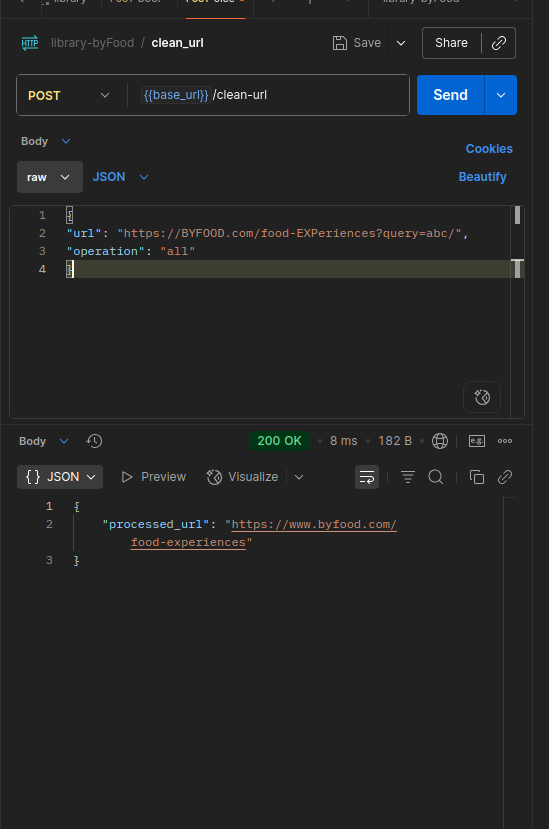 library-byFood / clean_url
Save
Share
POST
{{base_url}} /clean-url
Send
Body
Cookies
raw
JSON
Beautify
1 {
2 "url": "https://BYFOOD.com/food-EXPeriences?query=abc/",
3 "operation": "all"
4 }
Body
200 OK • 8 ms • 182 B
e.g.
{} JSON
Preview
Visualize
1 {
2 "processed_url": "https://www.byfood.com/
food-experiences"
3 }